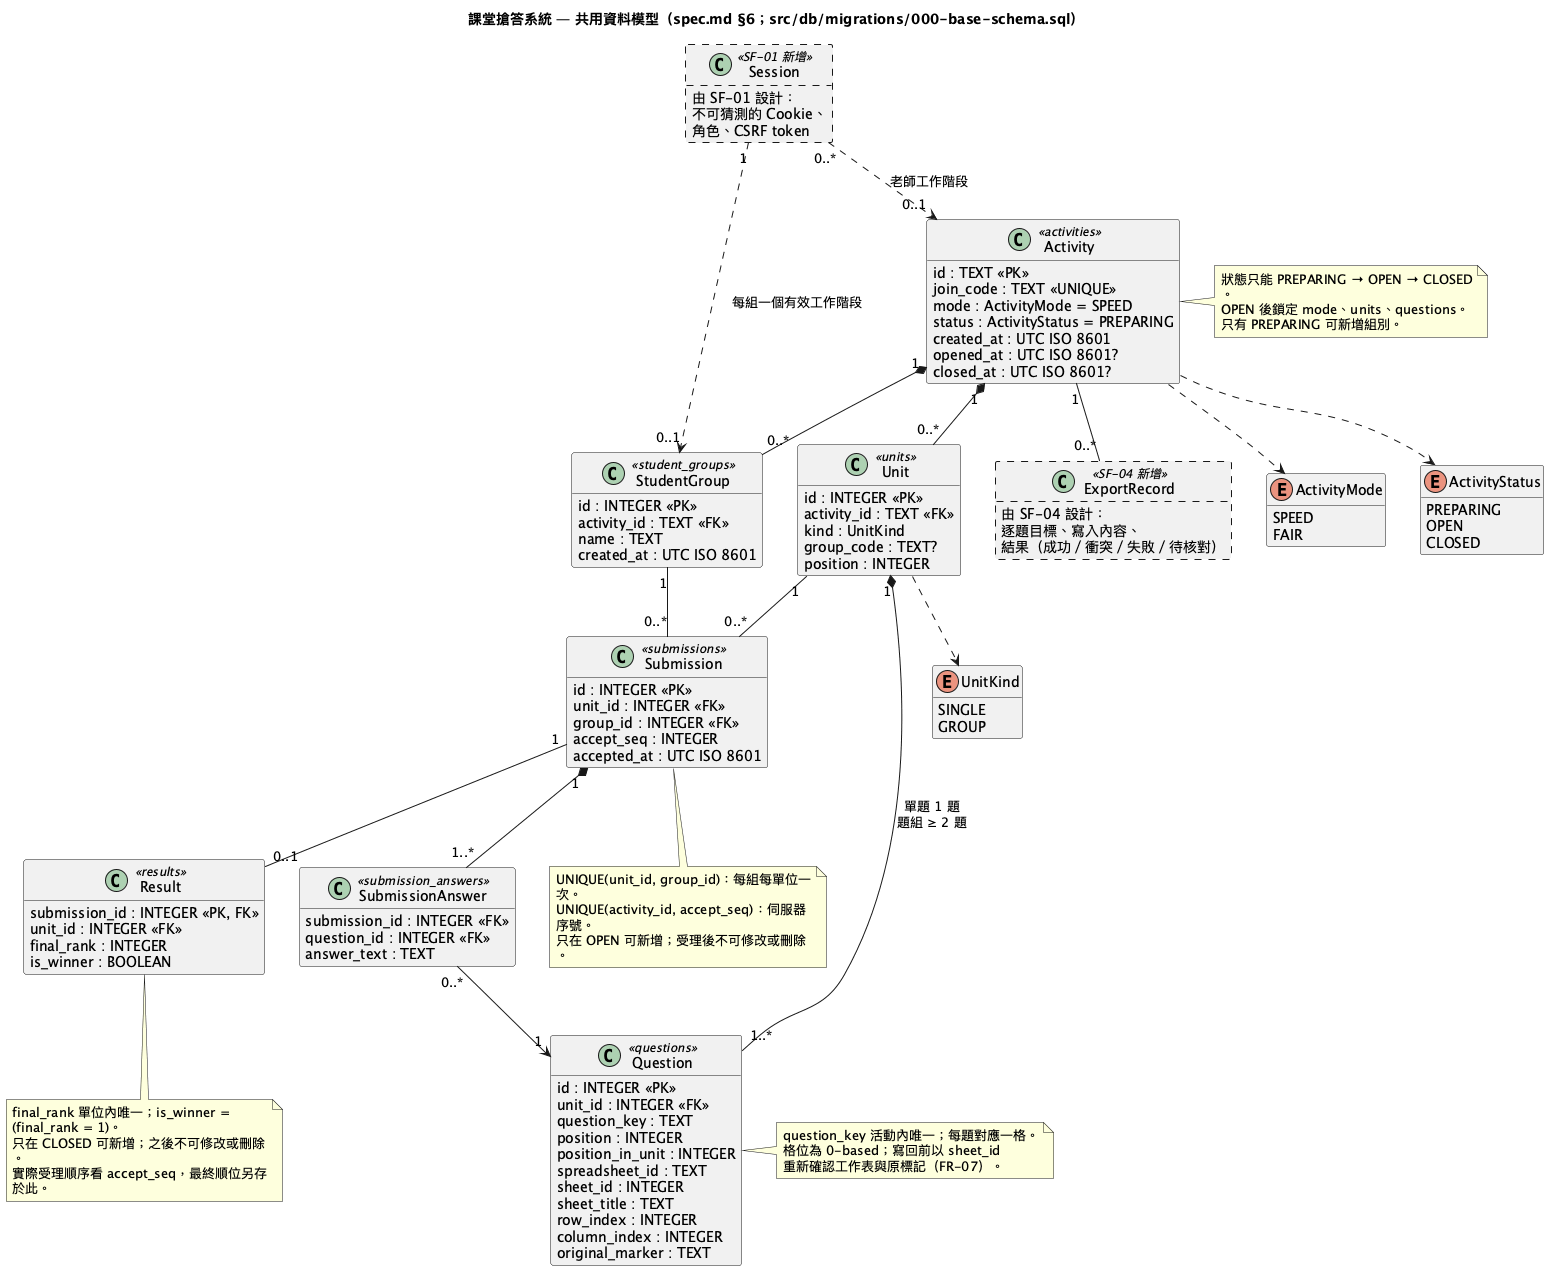 課堂搶答系統 — 共用資料模型（spec.md §6；src/db/migrations/000-base-schema.sql）
C «SF-01 新增»
Session
由 SF-01 設計：
不可猜測的 Cookie、
角色、CSRF token
1
0..*
老師工作階段
0..1
每組一個有效工作階段
0..1
C «activities»
Activity
id : TEXT «PK»
join_code : TEXT «UNIQUE»
mode : ActivityMode = SPEED
status : ActivityStatus = PREPARING
created_at : UTC ISO 8601
opened_at : UTC ISO 8601?
closed_at : UTC ISO 8601?
狀態只能 PREPARING → OPEN → CLOSED
。
OPEN 後鎖定 mode、units、questions。
只有 PREPARING 可新增組別。
1
0..*
1
0..*
1
0..*
C «student_groups»
StudentGroup
id : INTEGER «PK»
activity_id : TEXT «FK»
name : TEXT
created_at : UTC ISO 8601
C «units»
Unit
id : INTEGER «PK»
activity_id : TEXT «FK»
kind : UnitKind
group_code : TEXT?
position : INTEGER
C «SF-04 新增»
ExportRecord
由 SF-04 設計：
逐題目標、寫入內容、
結果（成功 / 衝突 / 失敗 / 待核對）
E ActivityMode
SPEED
FAIR
E ActivityStatus
PREPARING
OPEN
CLOSED
1
0..*
1
0..*
1
單題 1 題
題組 ≥ 2 題
1..*
C «submissions»
Submission
id : INTEGER «PK»
unit_id : INTEGER «FK»
group_id : INTEGER «FK»
accept_seq : INTEGER
accepted_at : UTC ISO 8601
E UnitKind
SINGLE
GROUP
1
0..1
1
1..*
C «results»
Result
submission_id : INTEGER «PK, FK»
unit_id : INTEGER «FK»
final_rank : INTEGER
is_winner : BOOLEAN
C «submission_answers»
SubmissionAnswer
submission_id : INTEGER «FK»
question_id : INTEGER «FK»
answer_text : TEXT
UNIQUE(unit_id, group_id)：每組每單位一
次。
UNIQUE(activity_id, accept_seq)：伺服器
序號。
只在 OPEN 可新增；受理後不可修改或刪除
。
0..*
1
final_rank 單位內唯一；is_winner =
(final_rank = 1)。
只在 CLOSED 可新增；之後不可修改或刪除
。
實際受理順序看 accept_seq，最終順位另存
於此。
C «questions»
Question
id : INTEGER «PK»
unit_id : INTEGER «FK»
question_key : TEXT
position : INTEGER
position_in_unit : INTEGER
spreadsheet_id : TEXT
sheet_id : INTEGER
sheet_title : TEXT
row_index : INTEGER
column_index : INTEGER
original_marker : TEXT
question_key 活動內唯一；每題對應一格。
格位為 0-based；寫回前以 sheet_id
重新確認工作表與原標記（FR-07）。